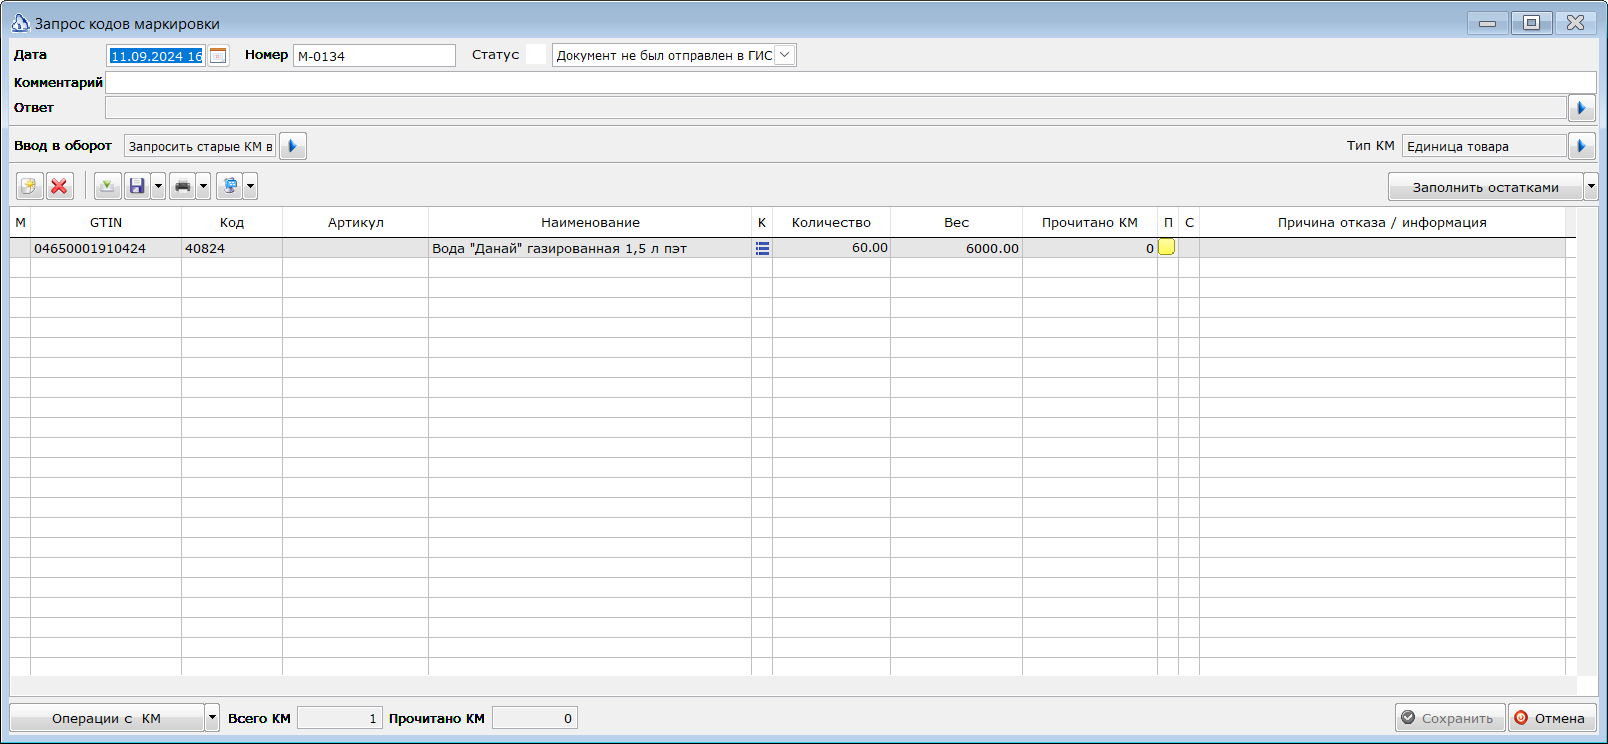 Запрос кодов маркировки
Дата 11.09.2024 16 Номер М-0134 Статус Документ не был отправлен в ГИС
Комментарий
Ответ
Ввод в оборот Запросить старые КМ в Тип КМ Единица товара
Заполнить остатками
М GTIN Код Артикул Наименование К Количество Вес Прочитано КМ П С Причина отказа / информация
04650001910424 40824 Вода "Данай" газированная 1,5 л пэт 60.00 6000.00 0
Операции с КМ Всего КМ 1 Прочитано КМ 0 Сохранить Отмена